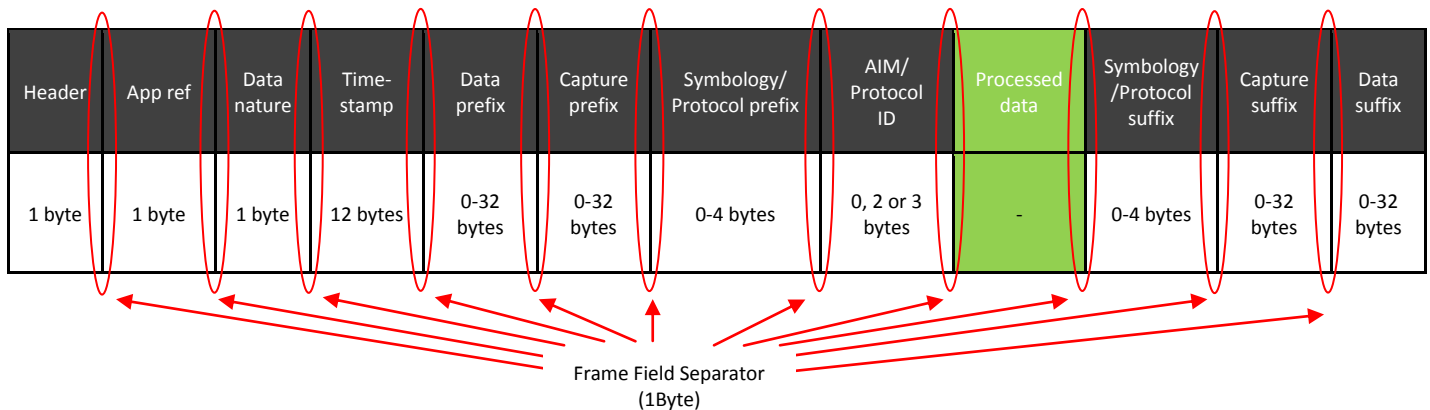 Header
App ref
Data
nature
Time-
stamp
Data
prefix
Capture
prefix
Symbology/
Protocol prefix
AIM/
Protocol
ID
Processed
data
Symbology
/Protocol
suffix
Capture
suffix
Data
suffix
1 byte
1 byte
1 byte
12 bytes
0-32
bytes
0-32
bytes
0-4 bytes
0, 2 or 3
bytes
-
0-4 bytes
0-32
bytes
0-32
bytes
Frame Field Separator
(1Byte)